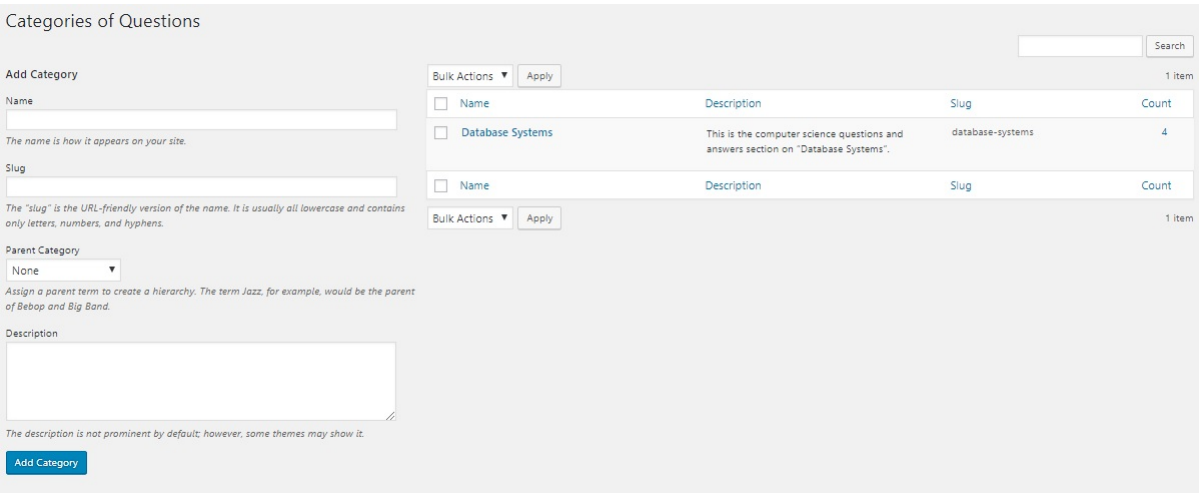 Categories of Questions
Search
Add Category
Bulk Actions Apply 1 item
Name
Name Description Slug Count
Database Systems This is the computer science questions and database-systems 4
answers section on "Database Systems".
The name is how it appears on your site.
Slug
Name Description Slug Count
The "slug" is the URL-friendly version of the name. It is usually all lowercase and contains
only letters, numbers, and hyphens.
Bulk Actions Apply 1 item
Parent Category
None
Assign a parent term to create a hierarchy. The term Jazz, for example, would be the parent
of Bebop and Big Band.
Description
The description is not prominent by default; however, some themes may show it.
Add Category